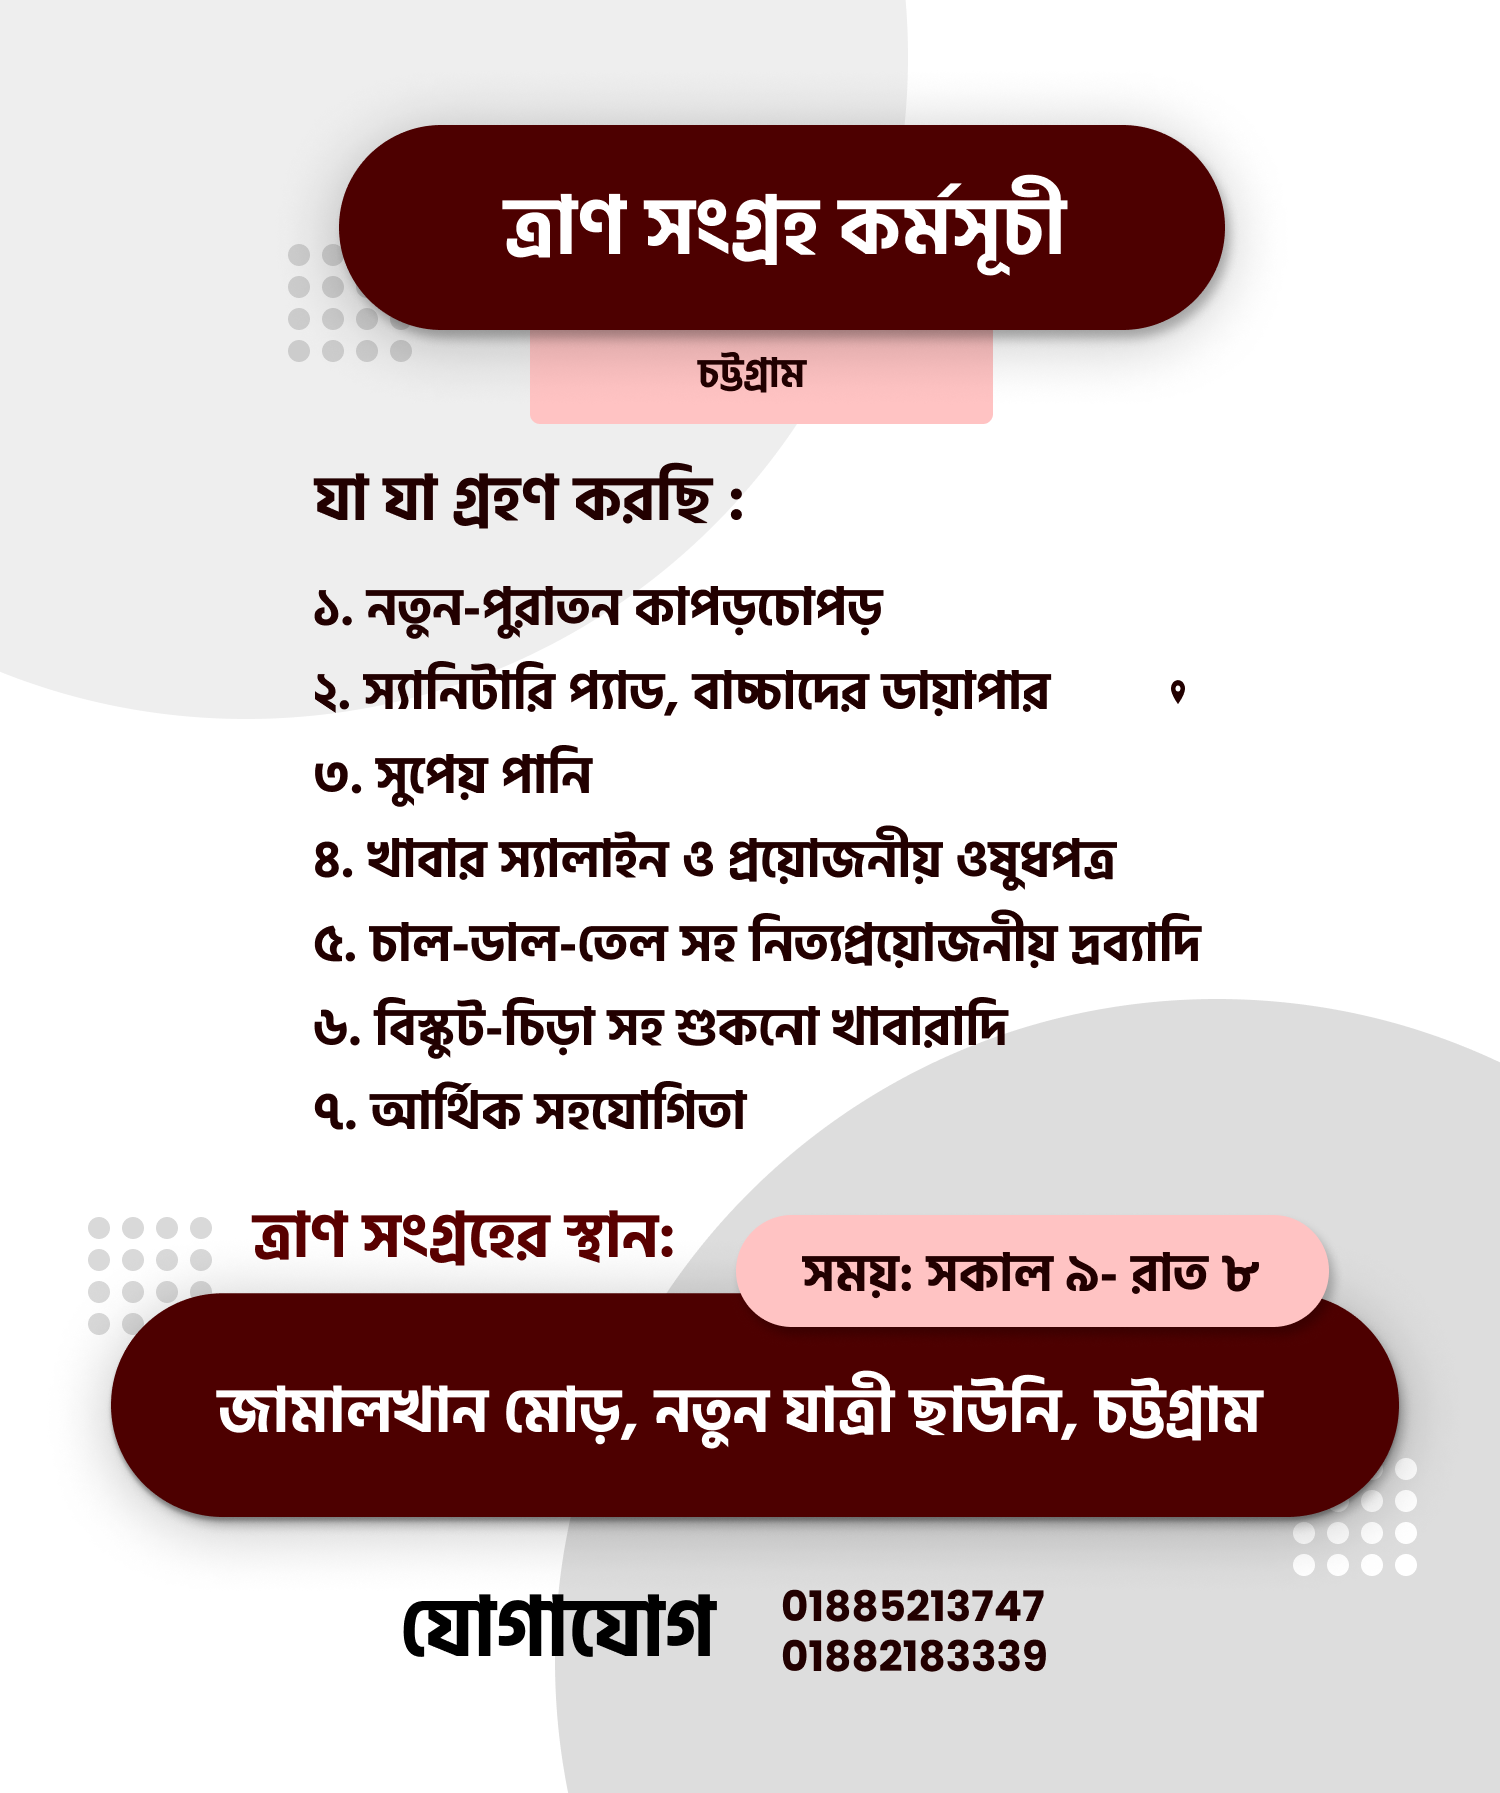 ত্রাণ সংগ্রহ কর্মসূচী
চট্টগ্রাম
যা যা গ্রহণ করছি :
১. নতুন-পুরাতন কাপড়চোপড়
২. স্যানিটারি প্যাড, বাচ্চাদের ডায়াপার
৩. সুপেয় পানি
৪. খাবার স্যালাইন ও প্রয়োজনীয় ওষুধপত্র
৫. চাল-ডাল-তেল সহ নিত্যপ্রয়োজনীয় দ্রব্যাদি
৬. বিস্কুট-চিড়া সহ শুকনো খাবারাদি
৭. আর্থিক সহযোগিতা
ত্রাণ সংগ্রহের স্থান:
সময়: সকাল ৯- রাত ৮
জামালখান মোড়, নতুন যাত্রী ছাউনি, চট্টগ্রাম
যোগাযোগ
01885213747
01882183339